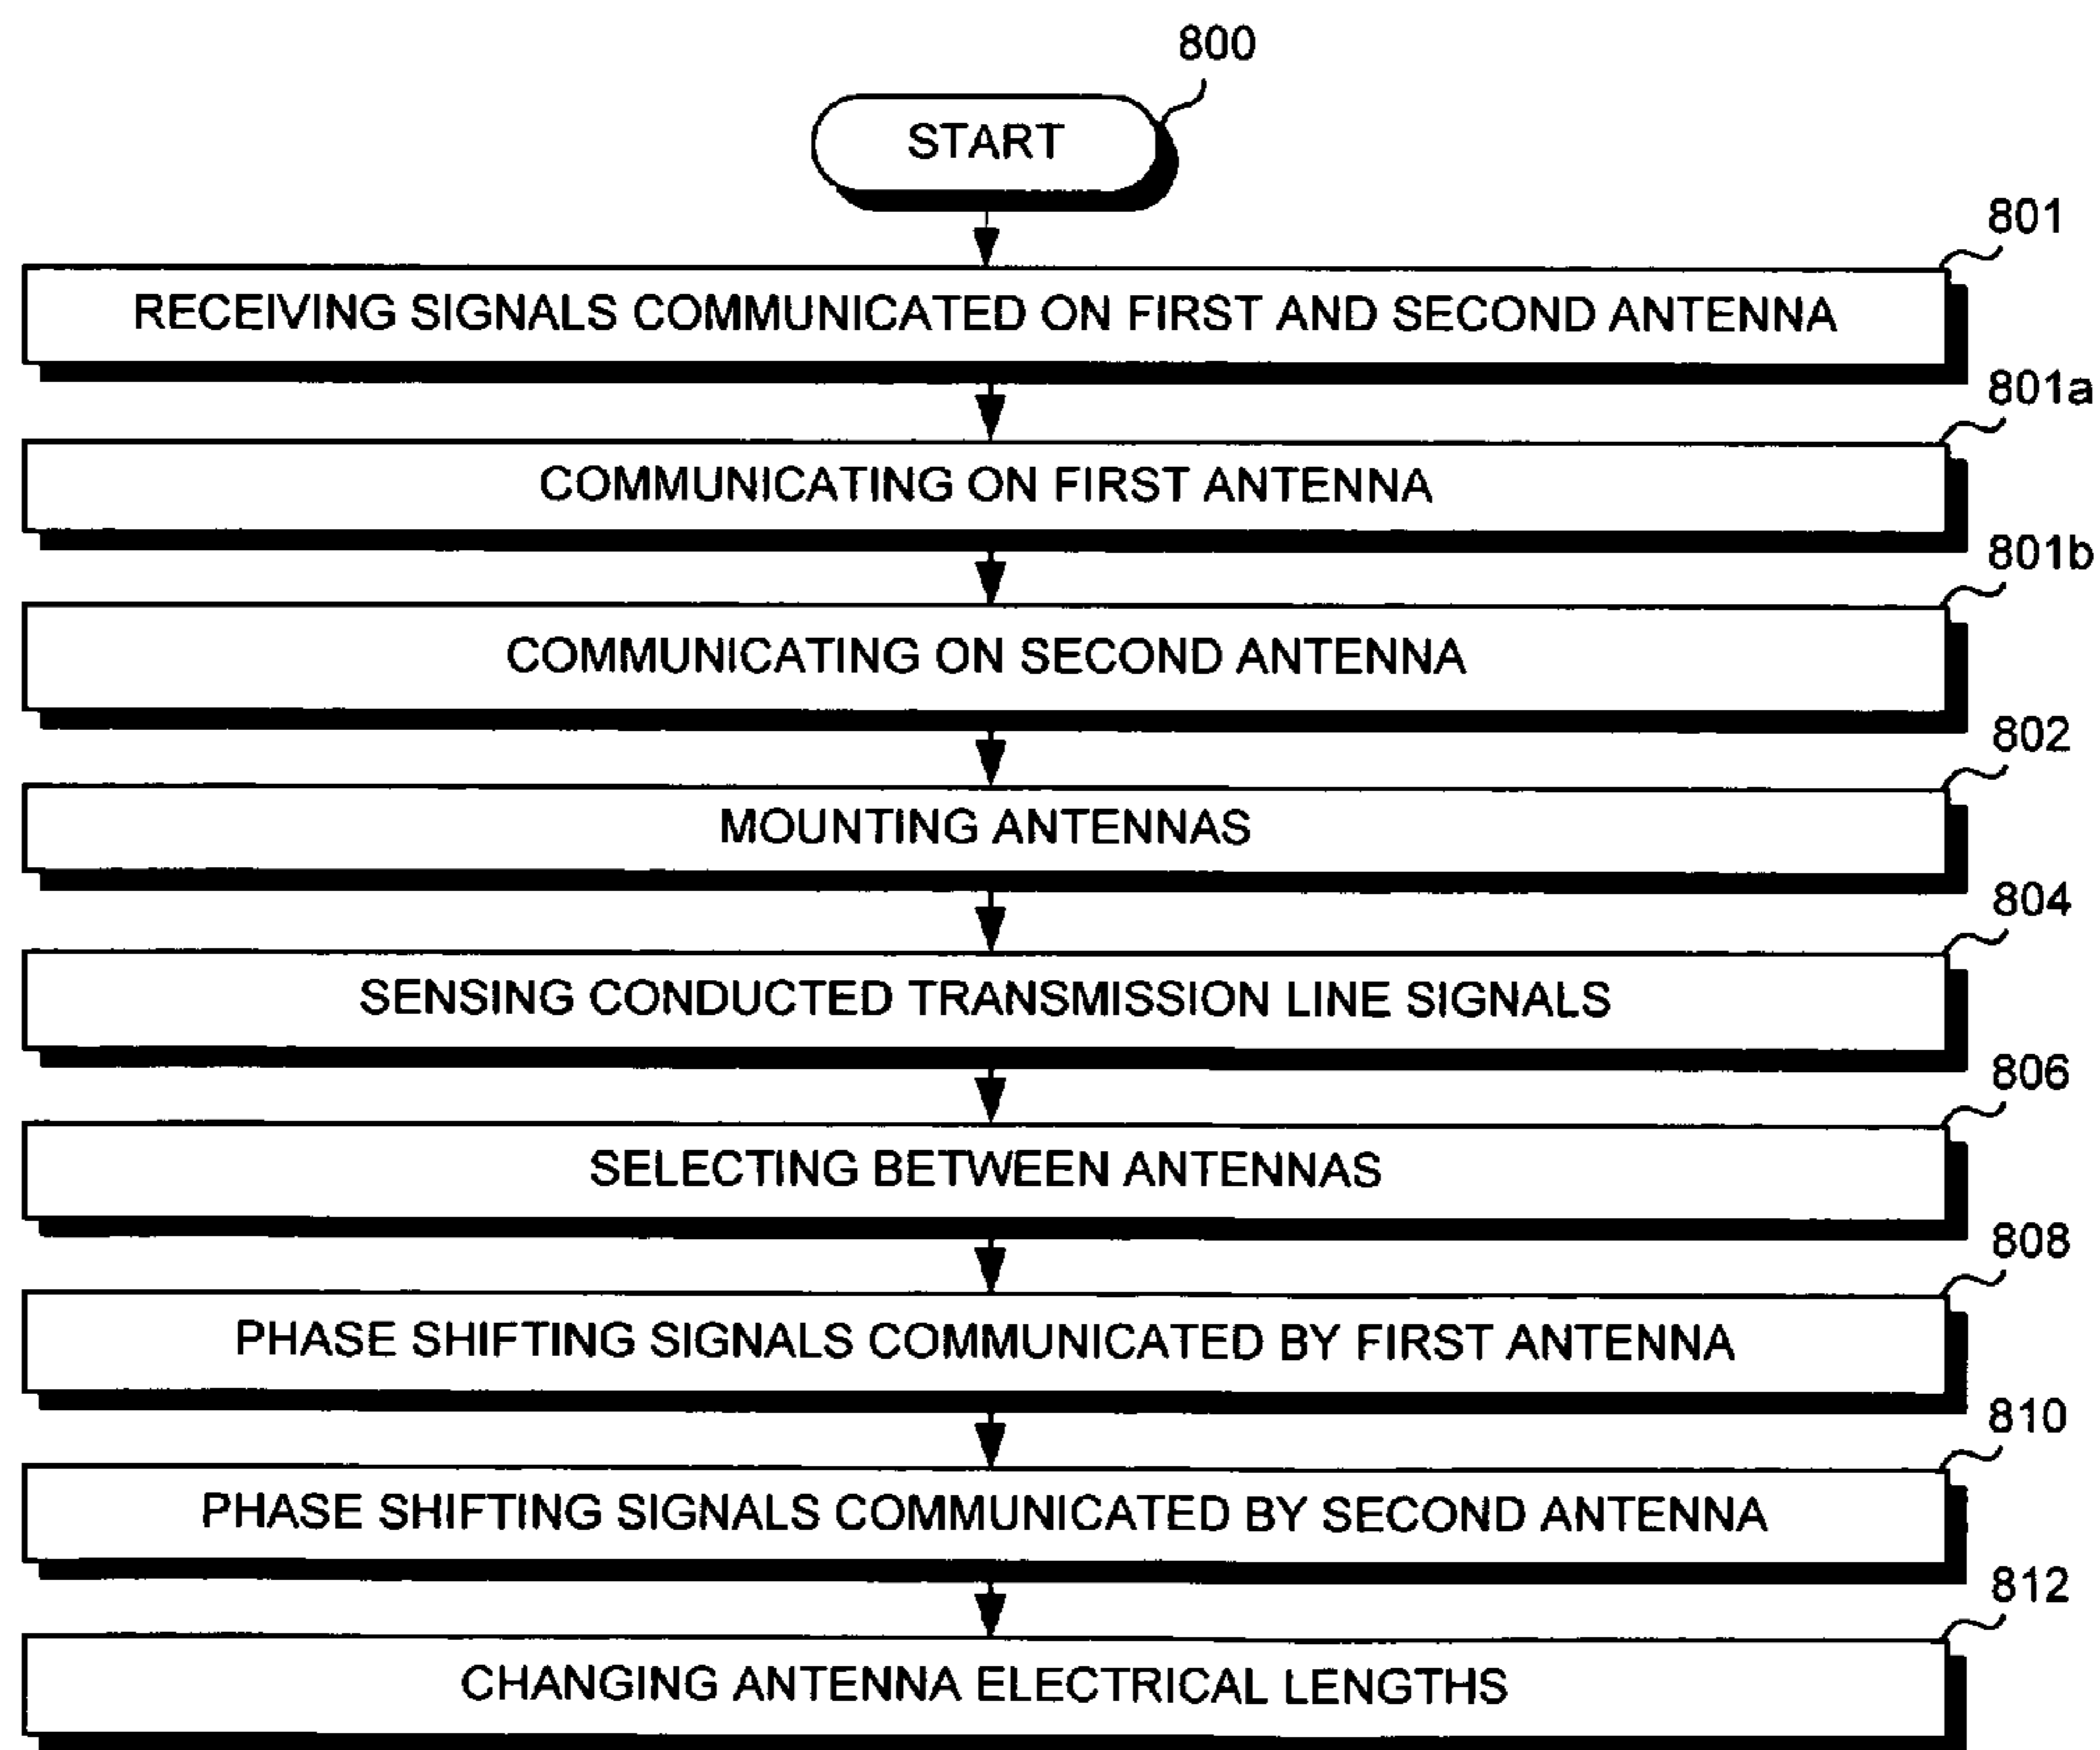 800
START
801
RECEIVING SIGNALS COMMUNICATED ON FIRST AND SECOND ANTENNA
801a
COMMUNICATING ON FIRST ANTENNA
801b
COMMUNICATING ON SECOND ANTENNA
802
MOUNTING ANTENNAS
804
SENSING CONDUCTED TRANSMISSION LINE SIGNALS
806
SELECTING BETWEEN ANTENNAS
808
PHASE SHIFTING SIGNALS COMMUNICATED BY FIRST ANTENNA
810
PHASE SHIFTING SIGNALS COMMUNICATED BY SECOND ANTENNA
812
CHANGING ANTENNA ELECTRICAL LENGTHS